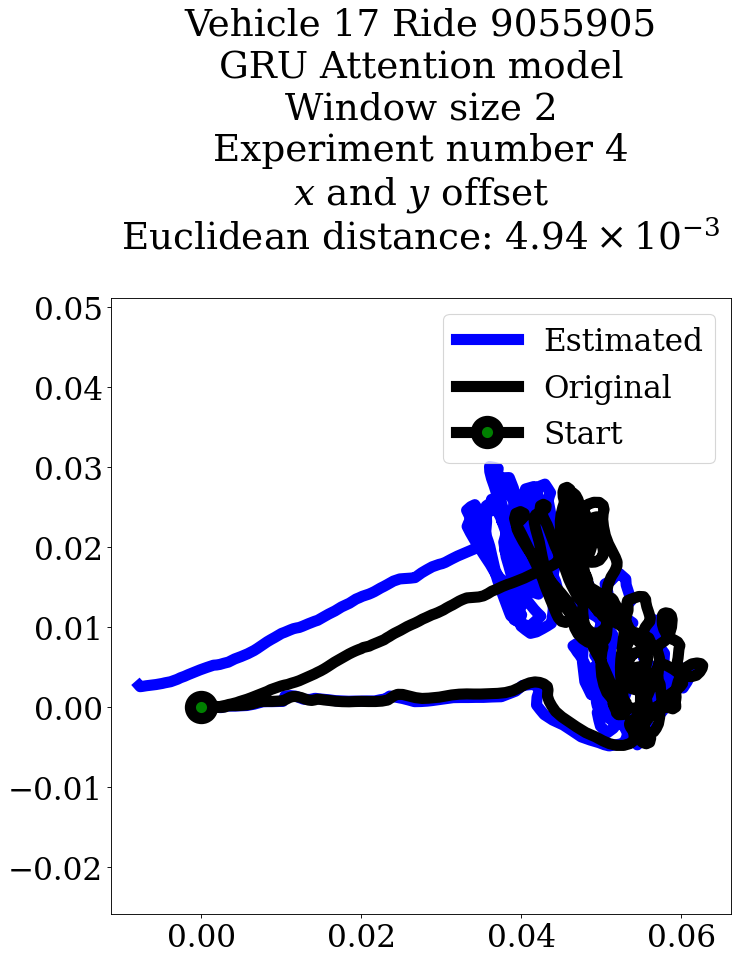 Vehicle 17 Ride 9055905
GRU Attention model
Window size 2
Experiment number 4
x and y offset
Euclidean distance: 4.94 × 10⁻³
0.05
0.04
0.03
0.02
0.01
0.00
−0.01
−0.02
Estimated
Original
Start
0.00 0.02 0.04 0.06